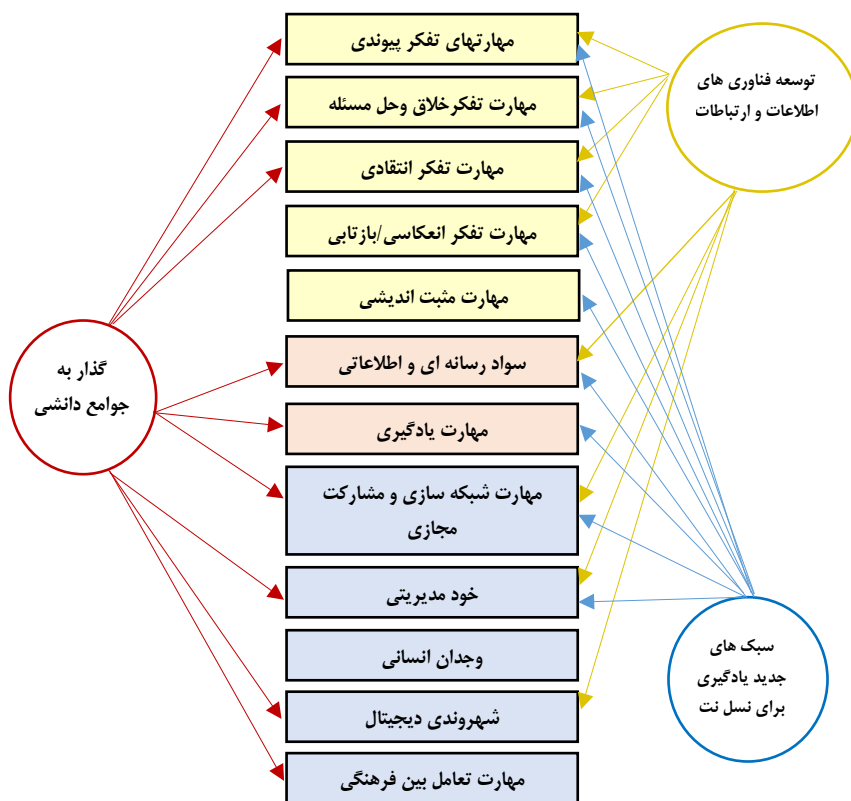 مهارتهای تفکر پیوندی
مهارت تفکرخلاق وحل مسئله
مهارت تفکر انتقادی
مهارت تفکر انعکاسی/بازتابی
مهارت مثبت اندیشی
سواد رسانه ای و اطلاعاتی
مهارت یادگیری
مهارت شبکه سازی و مشارکت
مجازی
خود مدیریتی
وجدان انسانی
شهروندی دیجیتال
مهارت تعامل بین فرهنگی
توسعه فناوری های
اطلاعات و ارتباطات
سبک های
جدید یادگیری
برای نسل نت
گذار به
جوامع دانشی